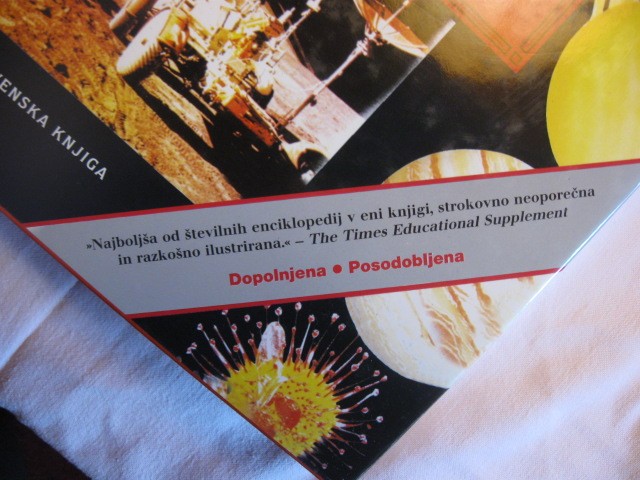 ENSKA KNJIGA
»Najboljša od številnih enciklopedij v eni knjigi, strokovno neoporečna
in razkošno ilustrirana.« – The Times Educational Supplement
Dopolnjena • Posodobljena